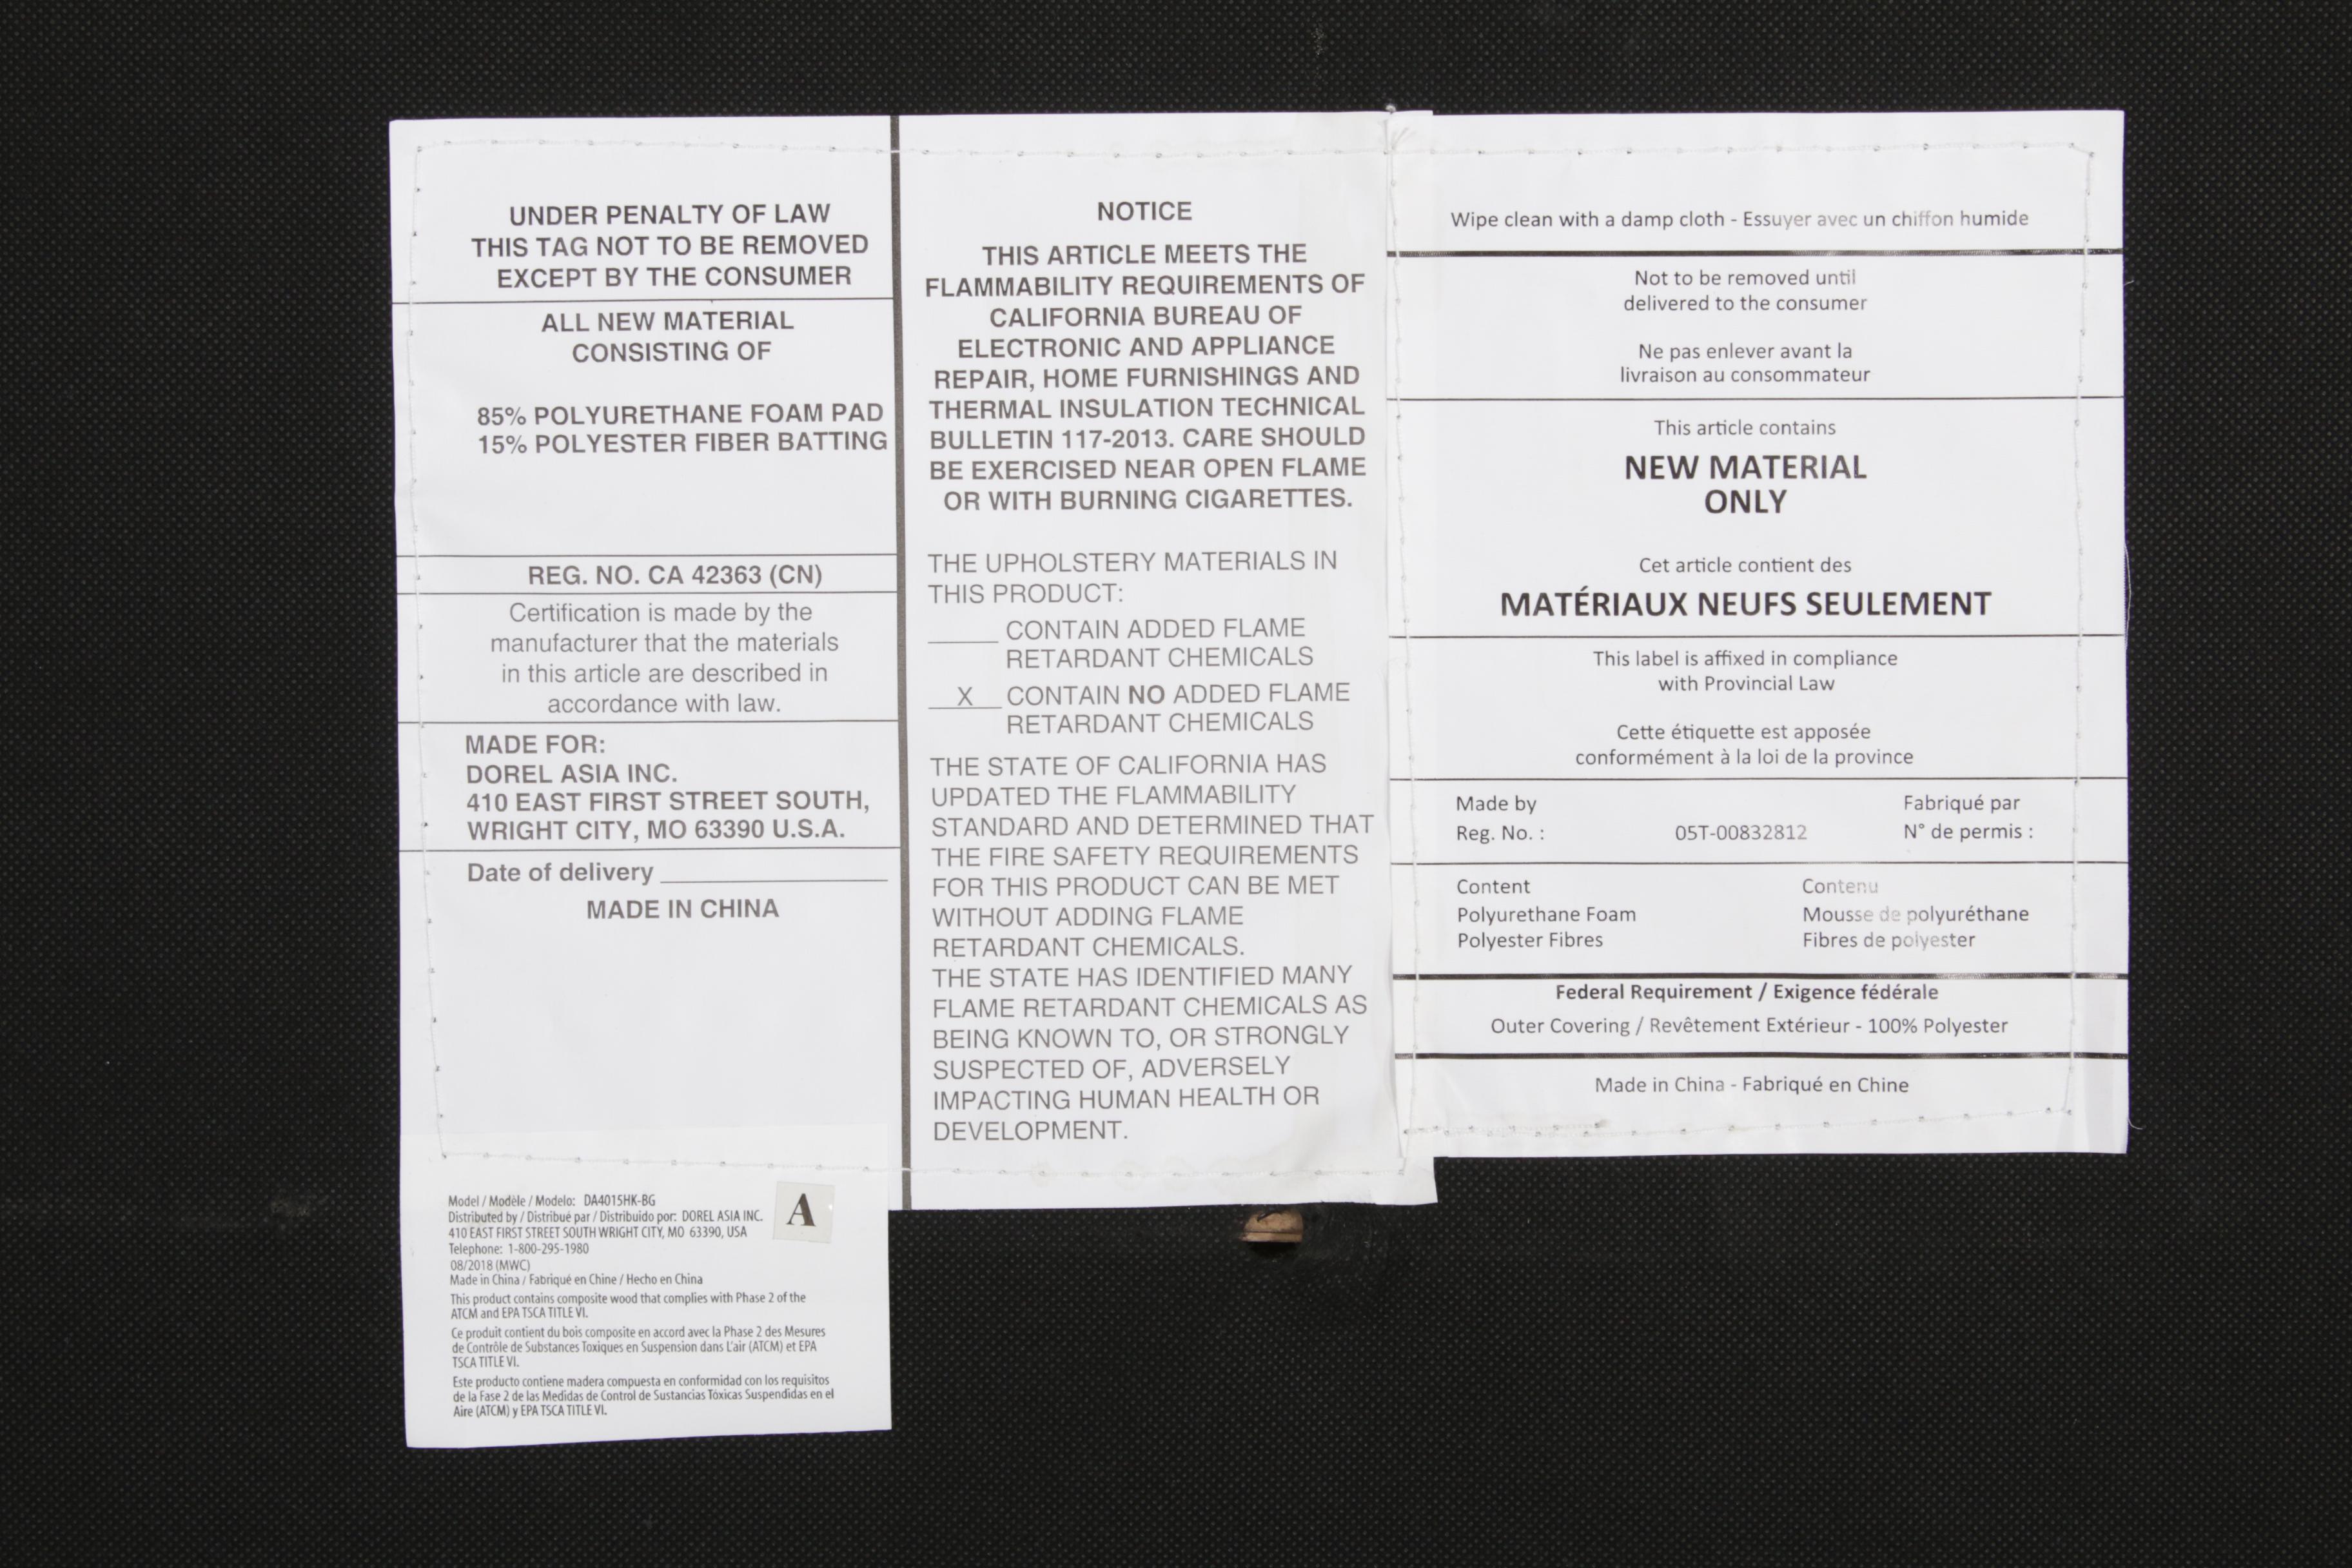 UNDER PENALTY OF LAW
THIS TAG NOT TO BE REMOVED
EXCEPT BY THE CONSUMER
ALL NEW MATERIAL
CONSISTING OF
85% POLYURETHANE FOAM PAD
15% POLYESTER FIBER BATTING
REG. NO. CA 42363 (CN)
Certification is made by the
manufacturer that the materials
in this article are described in
accordance with law.
MADE FOR:
DOREL ASIA INC.
410 EAST FIRST STREET SOUTH,
WRIGHT CITY, MO 63390 U.S.A.
Date of delivery
MADE IN CHINA
Model / Modèle / Modelo: DA4015HK-BG
Distributed by / Distribué par / Distribuido por: DOREL ASIA INC.
410 EAST FIRST STREET SOUTH WRIGHT CITY, MO 63390, USA
Telephone: 1-800-295-1980
08/2018 (MWC)
Made in China / Fabriqué en Chine / Hecho en China
This product contains composite wood that complies with Phase 2 of the
ATCM and EPA TSCA TITLE VI.
Ce produit contient du bois composite en accord avec la Phase 2 des Mesures
de Contrôle de Substances Toxiques en Suspension dans L'air (ATCM) et EPA
TSCA TITLE VI.
Este producto contiene madera compuesta en conformidad con los requisitos
de la Fase 2 de las Medidas de Control de Sustancias Tóxicas Suspendidas en el
Aire (ATCM) y EPA TSCA TITLE VI.
A
NOTICE
THIS ARTICLE MEETS THE
FLAMMABILITY REQUIREMENTS OF
CALIFORNIA BUREAU OF
ELECTRONIC AND APPLIANCE
REPAIR, HOME FURNISHINGS AND
THERMAL INSULATION TECHNICAL
BULLETIN 117-2013. CARE SHOULD
BE EXERCISED NEAR OPEN FLAME
OR WITH BURNING CIGARETTES.
THE UPHOLSTERY MATERIALS IN
THIS PRODUCT:
CONTAIN ADDED FLAME
RETARDANT CHEMICALS
X CONTAIN NO ADDED FLAME
RETARDANT CHEMICALS
THE STATE OF CALIFORNIA HAS
UPDATED THE FLAMMABILITY
STANDARD AND DETERMINED THAT
THE FIRE SAFETY REQUIREMENTS
FOR THIS PRODUCT CAN BE MET
WITHOUT ADDING FLAME
RETARDANT CHEMICALS.
THE STATE HAS IDENTIFIED MANY
FLAME RETARDANT CHEMICALS AS
BEING KNOWN TO, OR STRONGLY
SUSPECTED OF, ADVERSELY
IMPACTING HUMAN HEALTH OR
DEVELOPMENT.
Wipe clean with a damp cloth - Essuyer avec un chiffon humide
Not to be removed until
delivered to the consumer
Ne pas enlever avant la
livraison au consommateur
This article contains
NEW MATERIAL
ONLY
Cet article contient des
MATÉRIAUX NEUFS SEULEMENT
This label is affixed in compliance
with Provincial Law
Cette étiquette est apposée
conformément à la loi de la province
Made by Fabriqué par
Reg. No. : 05T-00832812 N° de permis :
Content Contenu
Polyurethane Foam Mousse de polyuréthane
Polyester Fibres Fibres de polyester
Federal Requirement / Exigence fédérale
Outer Covering / Revêtement Extérieur - 100% Polyester
Made in China - Fabriqué en Chine